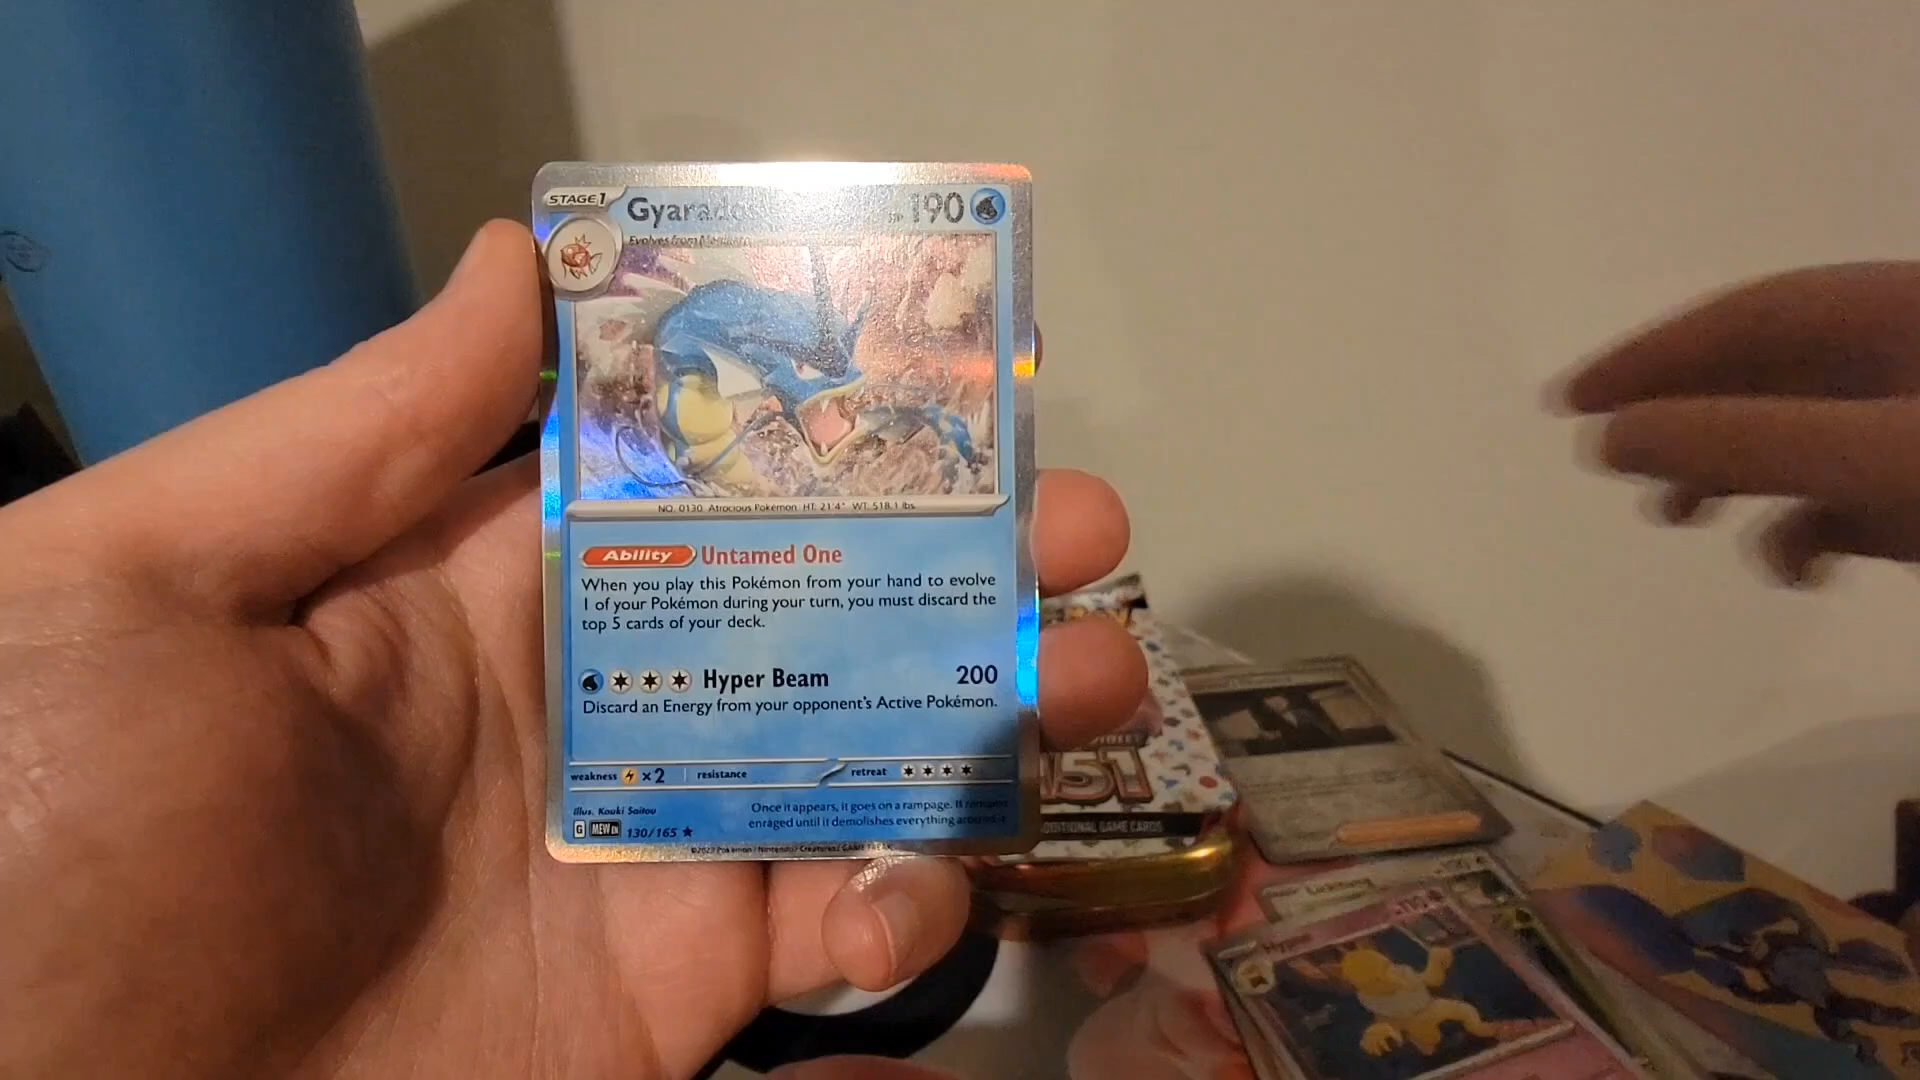 STAGE 1
Gyarados
190
Evolves from Magikarp
NO. 0130 Atrocious Pokémon HT: 21'4" WT: 518.1 lbs
Ability Untamed One
When you play this Pokémon from your hand to evolve
1 of your Pokémon during your turn, you must discard the
top 5 cards of your deck.
Hyper Beam 200
Discard an Energy from your opponent's Active Pokémon.
weakness ×2 resistance retreat
Illus. Kouki Saitou
Once it appears, it goes on a rampage. It remains
enraged until it demolishes everything around it.
G MEW EN 130/165
©2023 Pokémon / Nintendo / Creatures / GAME FREAK
151
ADDITIONAL GAME CARDS
Lickitung
Hypno